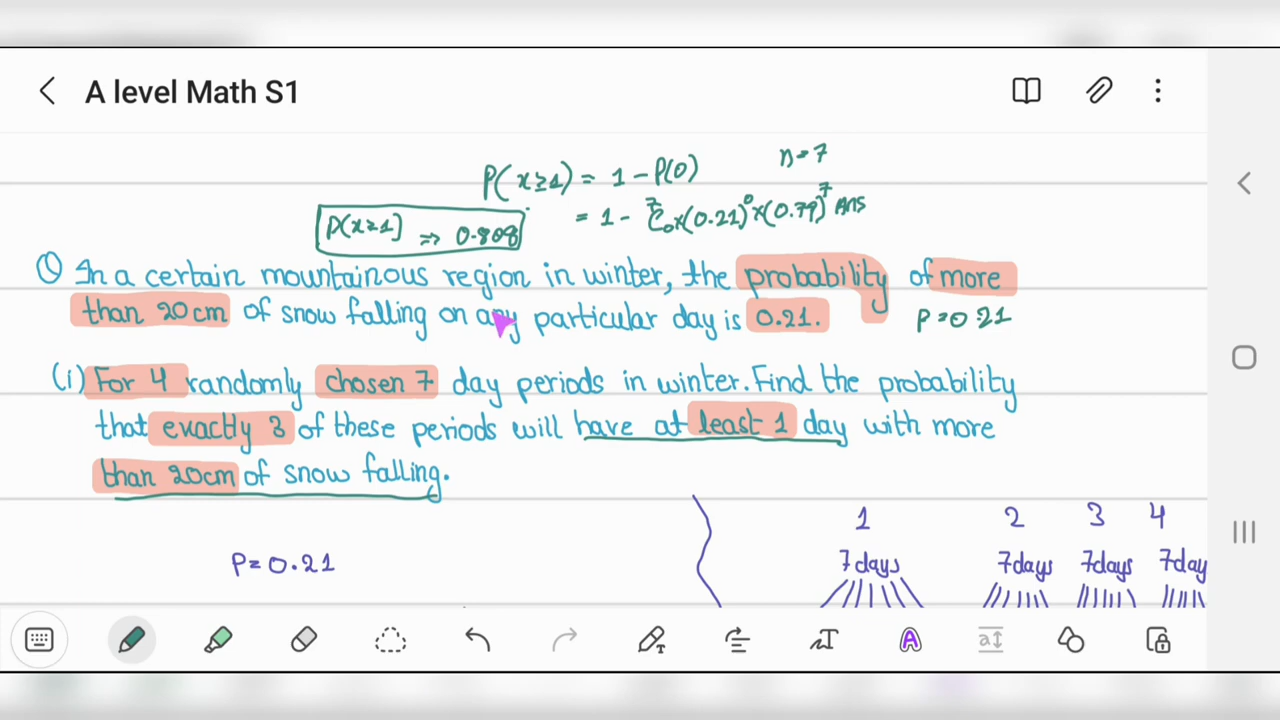 A level Math S1
P(x≥1) = 1 - P(0) n=7
= 1 - ⁷C₀×(0.21)⁰×(0.79)⁷ Ans
P(x≥1) ⇒ 0.808
Q In a certain mountainous region in winter, the probability of more
than 20cm of snow falling on any particular day is 0.21. P=0.21
(i) For 4 randomly chosen 7 day periods in winter. Find the probability
that exactly 3 of these periods will have at least 1 day with more
than 20cm of snow falling.
1 2 3 4
P=0.21 7days 7days 7days 7day